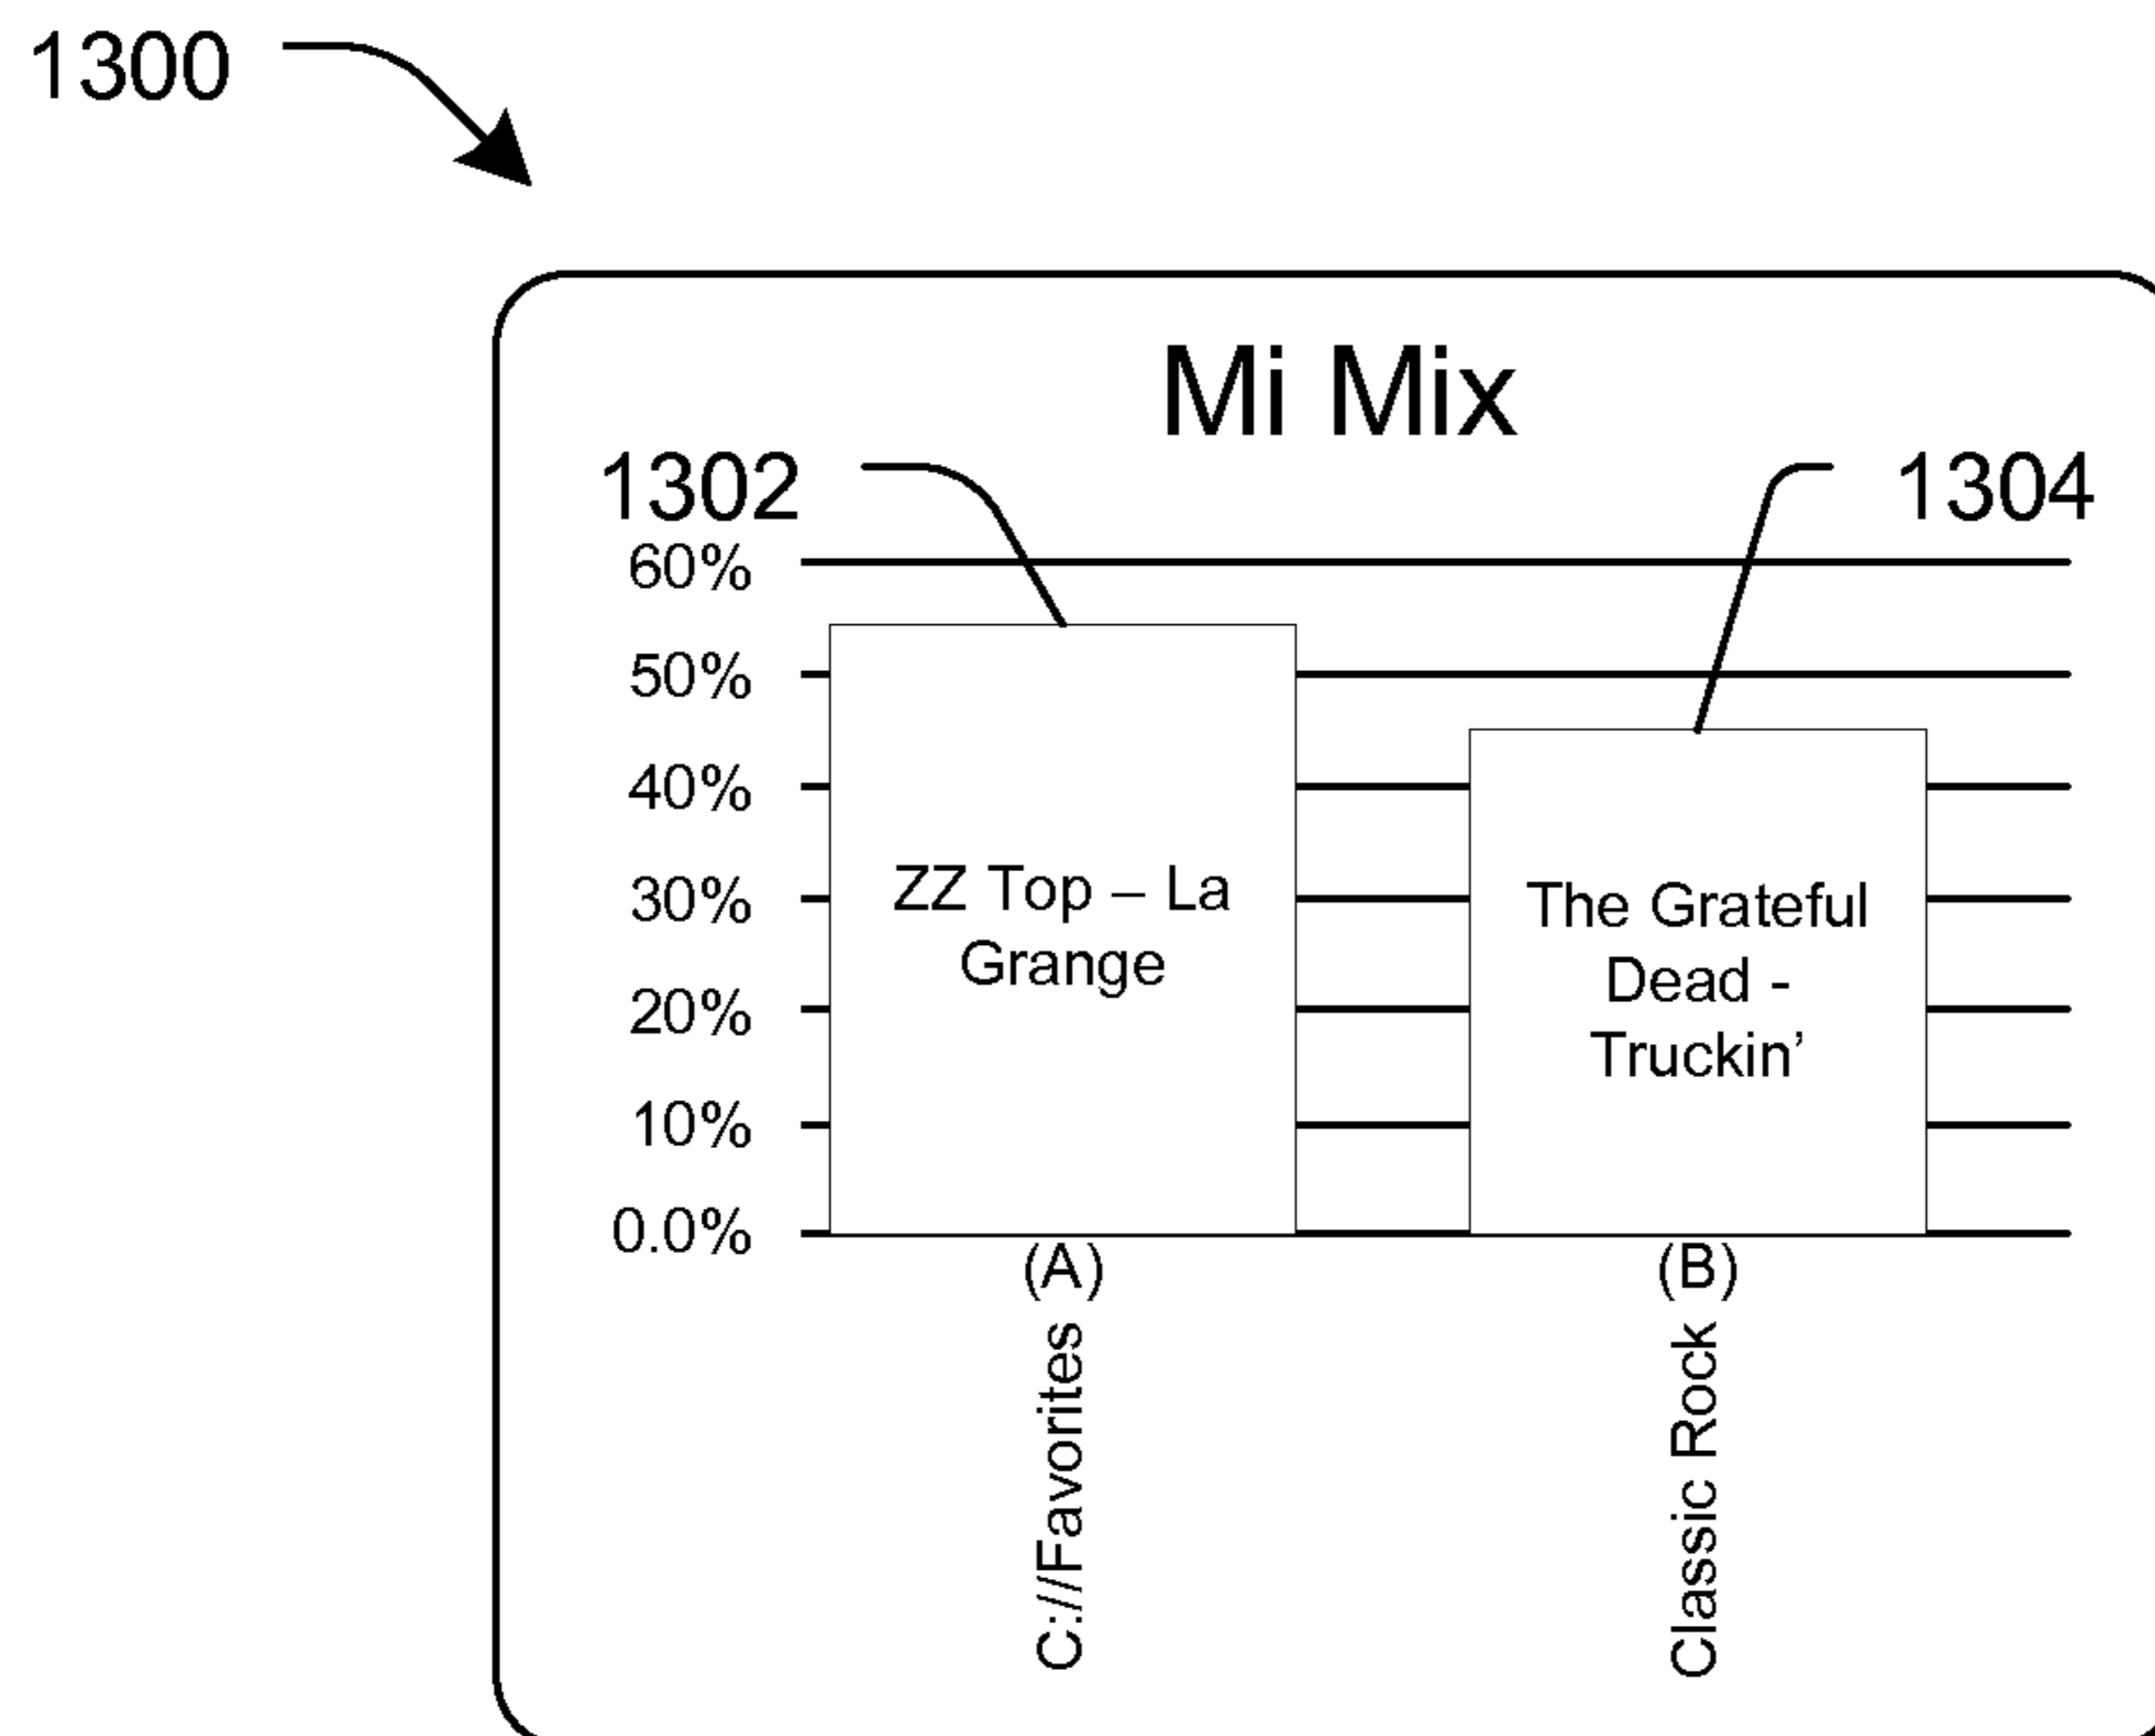 1300
Mi Mix
1302
1304
60%
50%
40%
30%
20%
10%
0.0%
ZZ Top – La
Grange
The Grateful
Dead -
Truckin’
(A)
(B)
C://Favorites
Classic Rock